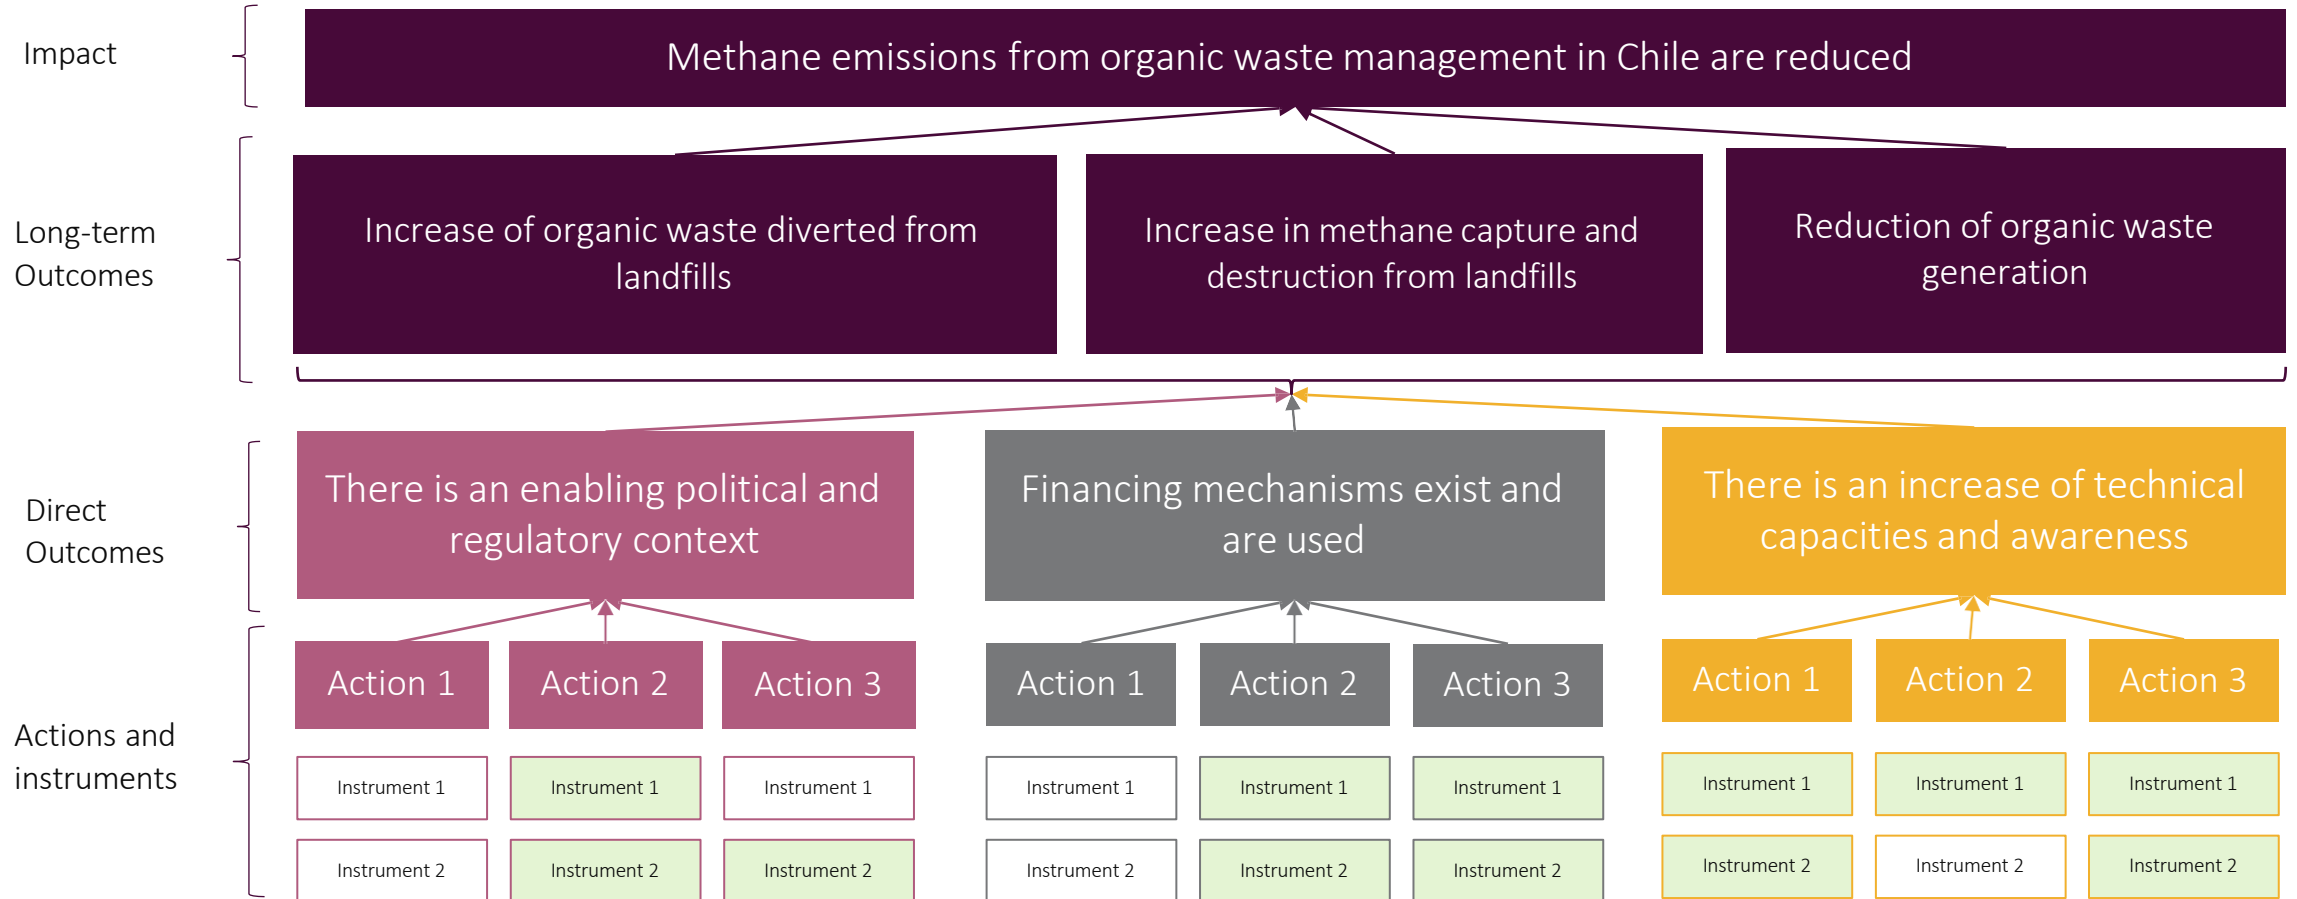 Impact
Methane emissions from organic waste management in Chile are reduced
Long-term
Outcomes
Increase of organic waste diverted from
landfills
Increase in methane capture and
destruction from landfills
Reduction of organic waste
generation
Direct
Outcomes
There is an enabling political and
regulatory context
Financing mechanisms exist and
are used
There is an increase of technical
capacities and awareness
Actions and
instruments
Action 1
Action 2
Action 3
Action 1
Action 2
Action 3
Action 1
Action 2
Action 3
Instrument 1
Instrument 1
Instrument 1
Instrument 1
Instrument 1
Instrument 1
Instrument 1
Instrument 1
Instrument 1
Instrument 2
Instrument 2
Instrument 2
Instrument 2
Instrument 2
Instrument 2
Instrument 2
Instrument 2
Instrument 2